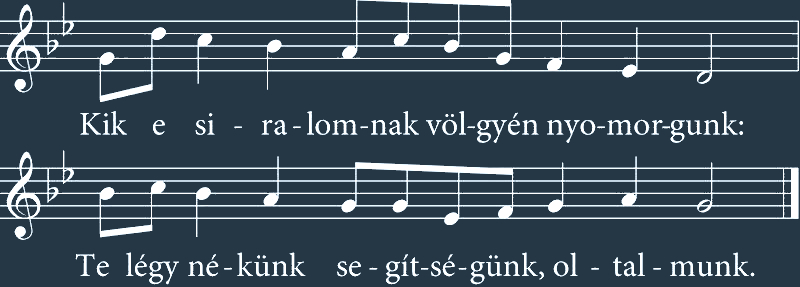 Kik e si - ra - lom-nak völ-gyén nyo-mor-gunk:
Te légy né-künk se - gít-sé-günk, ol - tal - munk.